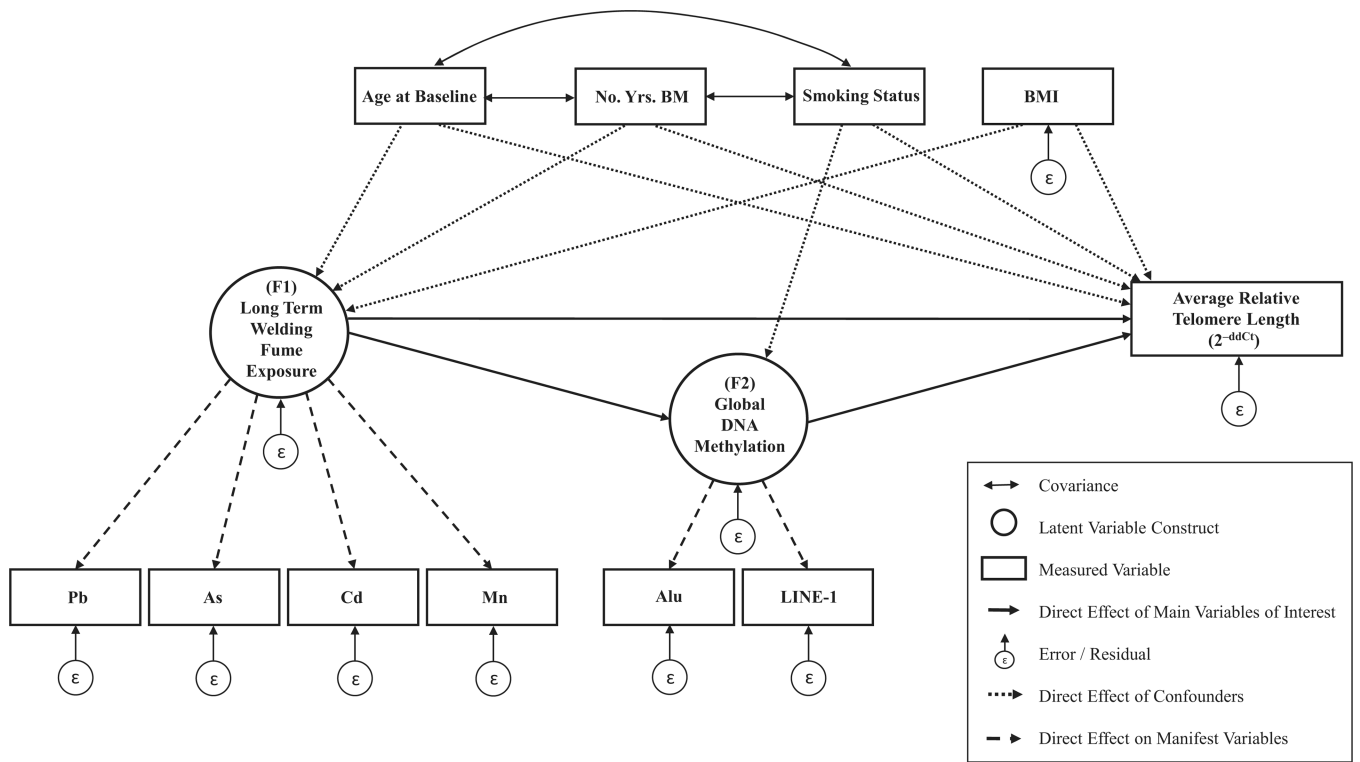 Age at Baseline
No. Yrs. BM
Smoking Status
BMI
ε
(F1)
Long Term
Welding
Fume
Exposure
ε
Average Relative
Telomere Length
(2^–ddCt)
ε
(F2)
Global
DNA
Methylation
ε
Pb
As
Cd
Mn
Alu
LINE-1
ε
ε
ε
ε
ε
ε
Covariance
Latent Variable Construct
Measured Variable
Direct Effect of Main Variables of Interest
ε
Error / Residual
Direct Effect of Confounders
Direct Effect on Manifest Variables